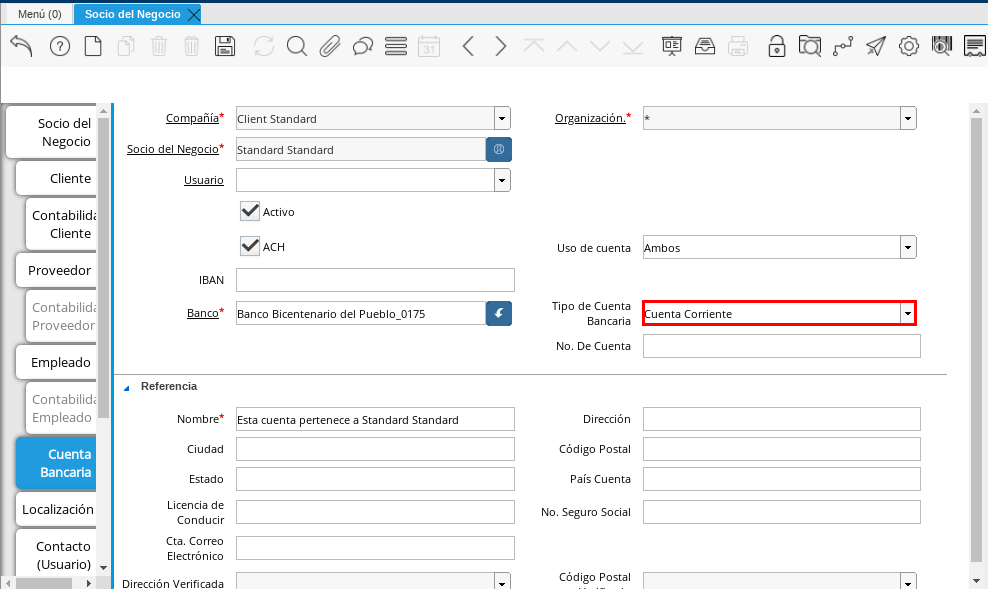 Menú (0)
Socio del Negocio
31
Socio del
Negocio
Cliente
Contabilida
Cliente
Proveedor
Contabilida
Proveedor
Empleado
Contabilida
Empleado
Cuenta
Bancaria
Localización
Contacto
(Usuario)
Compañía*
Client Standard
Organización.*
*
Socio del Negocio*
Standard Standard
Usuario
Activo
ACH
Uso de cuenta
Ambos
IBAN
Banco*
Banco Bicentenario del Pueblo_0175
Tipo de Cuenta
Bancaria
Cuenta Corriente
No. De Cuenta
Referencia
Nombre*
Esta cuenta pertenece a Standard Standard
Dirección
Ciudad
Código Postal
Estado
País Cuenta
Licencia de
Conducir
No. Seguro Social
Cta. Correo
Electrónico
Dirección Verificada
Código Postal